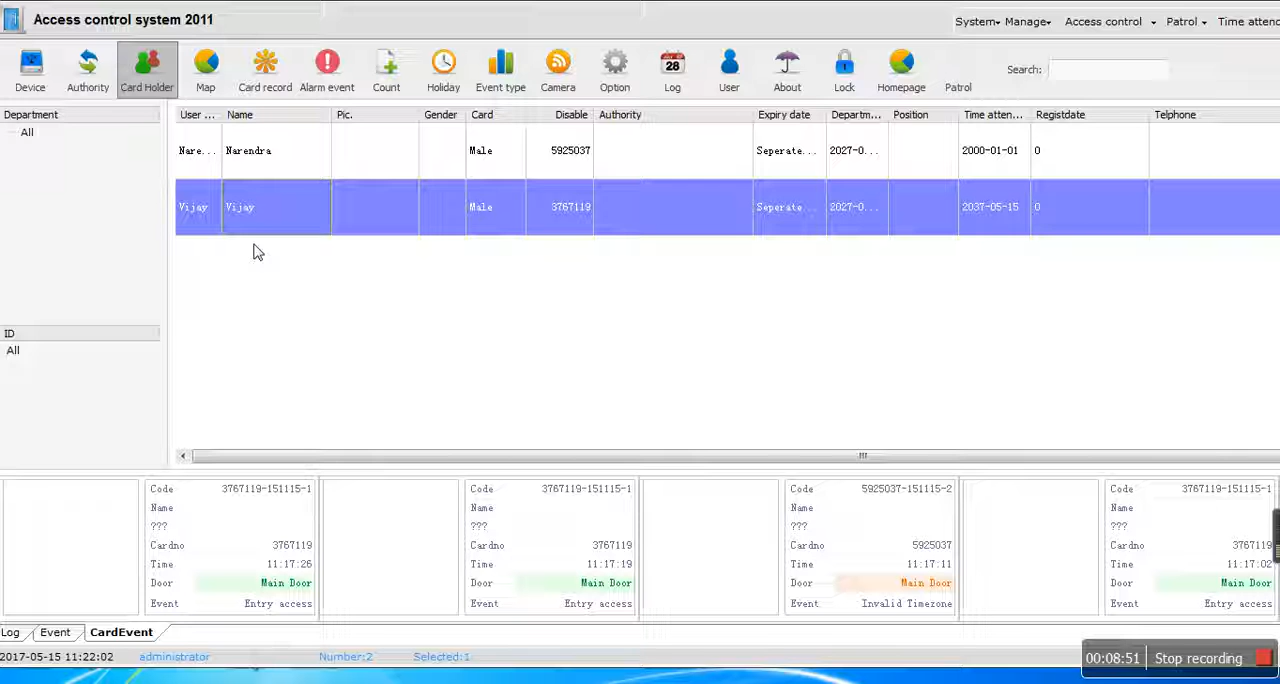 Access control system 2011
System Manage Access control Patrol Time attenc
Device Authority Card Holder Map Card record Alarm event Count Holiday Event type Camera Option Log User About Lock Homepage Patrol Search:
28
Department
All
ID
All
User ... Name Pic. Gender Card Disable Authority Expiry date Departm... Position Time atten... Registdate Telphone
Nare... Narendra Male 5925037 Seperate... 2027-0... 2000-01-01 0
Vijay Vijay Male 3767119 Seperate... 2027-0... 2037-05-15 0
Code 3767119-151115-1
Name
???
Cardno 3767119
Time 11:17:26
Door Main Door
Event Entry access
Code 3767119-151115-1
Name
???
Cardno 3767119
Time 11:17:19
Door Main Door
Event Entry access
Code 5925037-151115-2
Name
???
Cardno 5925037
Time 11:17:11
Door Main Door
Event Invalid Timezone
Code 3767119-151115-1
Name
???
Cardno 3767119
Time 11:17:02
Door Main Door
Event Entry access
Log Event CardEvent
2017-05-15 11:22:02 administrator Number:2 Selected:1
00:08:51 Stop recording